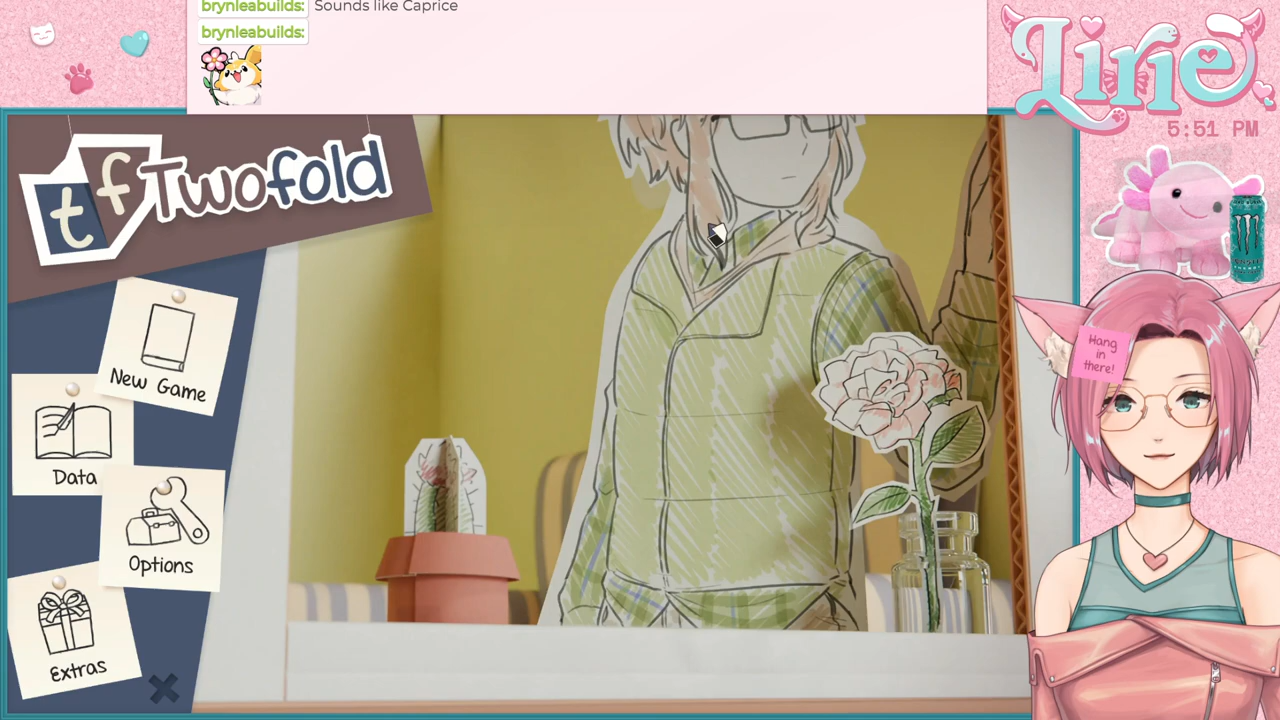 brynleabuilds: Sounds like Caprice
brynleabuilds:
Lirie
5:51 PM
tf Twofold
New Game
Data
Options
Extras
Hang
in
there!